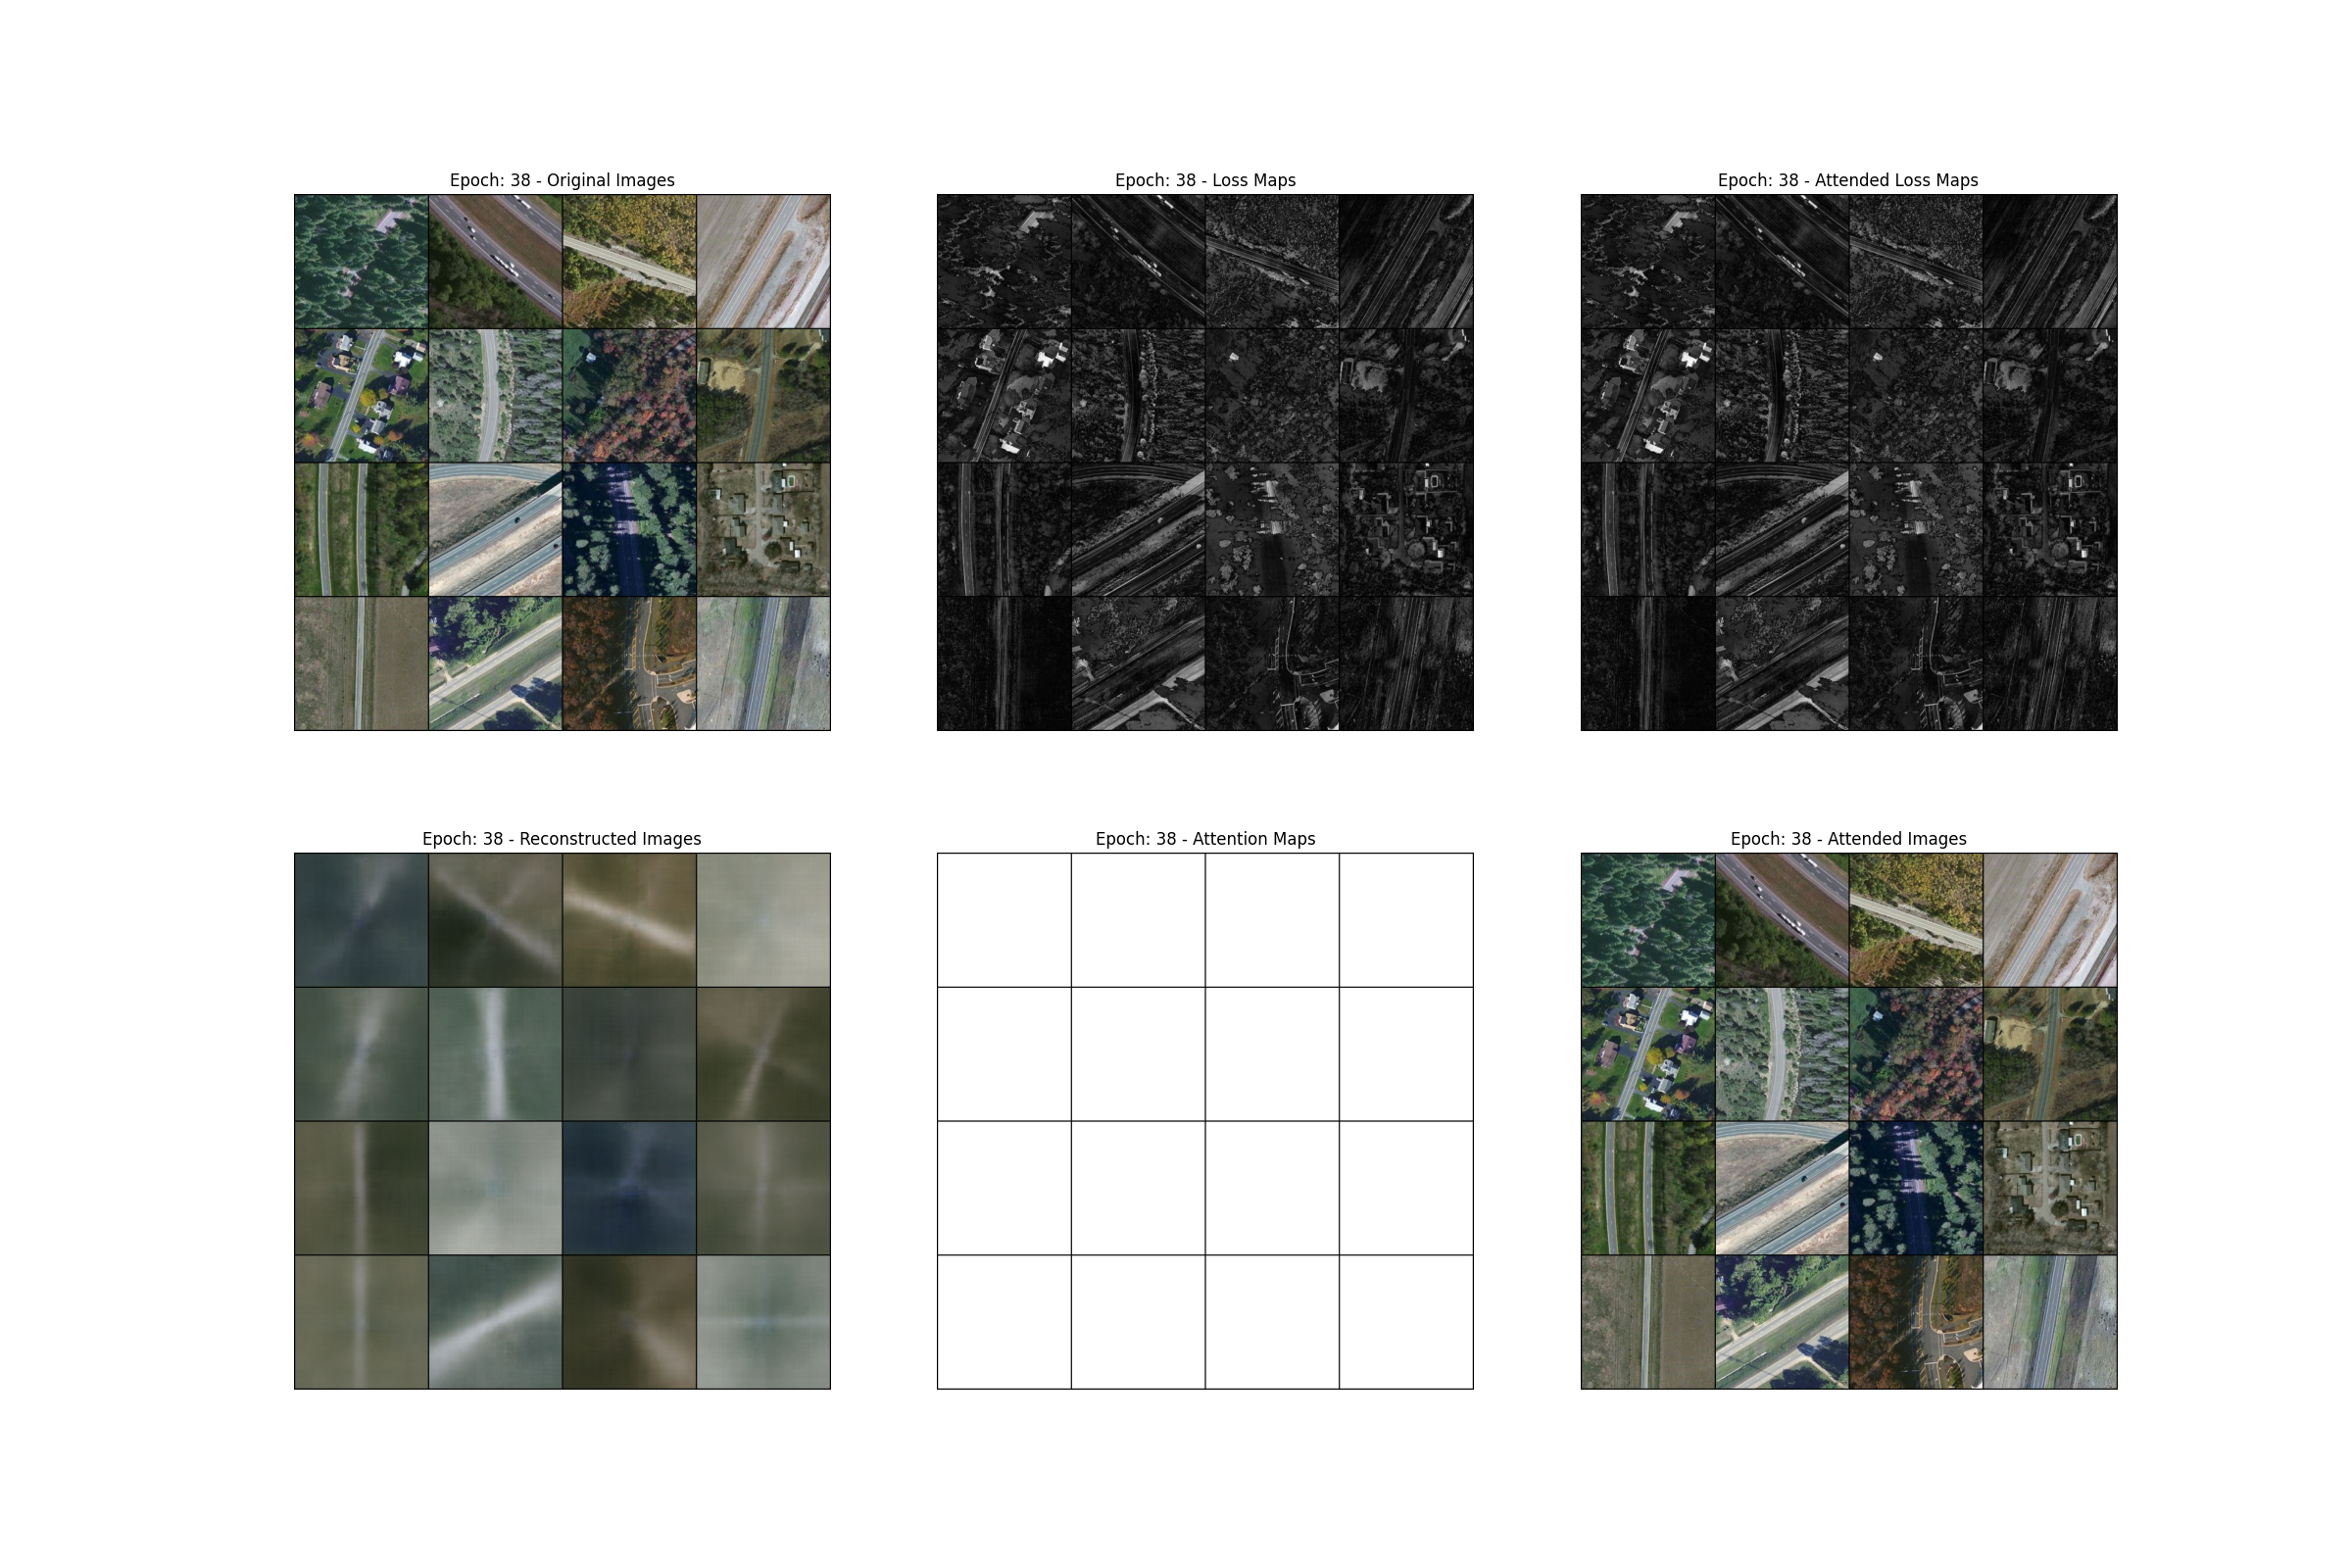 Epoch: 38 - Original Images
Epoch: 38 - Loss Maps
Epoch: 38 - Attended Loss Maps
Epoch: 38 - Reconstructed Images
Epoch: 38 - Attention Maps
Epoch: 38 - Attended Images